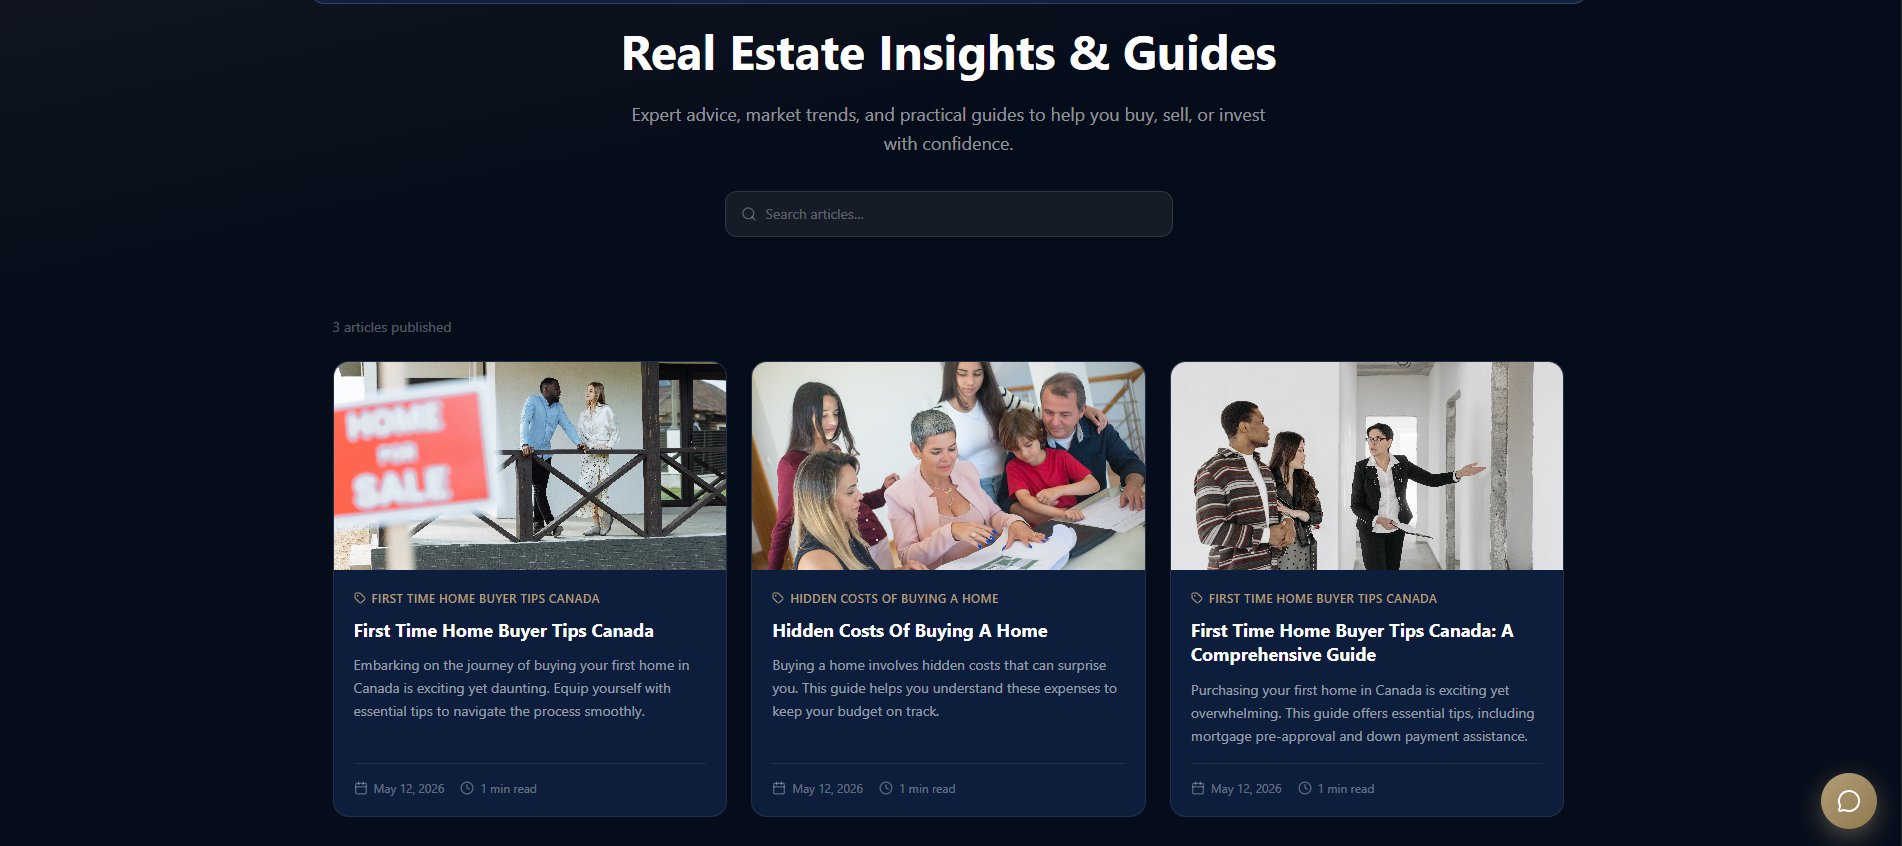 Real Estate Insights & Guides
Expert advice, market trends, and practical guides to help you buy, sell, or invest
with confidence.
Search articles...
3 articles published
HOME
FOR
SALE
FIRST TIME HOME BUYER TIPS CANADA
First Time Home Buyer Tips Canada
Embarking on the journey of buying your first home in
Canada is exciting yet daunting. Equip yourself with
essential tips to navigate the process smoothly.
May 12, 2026
1 min read
HIDDEN COSTS OF BUYING A HOME
Hidden Costs Of Buying A Home
Buying a home involves hidden costs that can surprise
you. This guide helps you understand these expenses to
keep your budget on track.
May 12, 2026
1 min read
FIRST TIME HOME BUYER TIPS CANADA
First Time Home Buyer Tips Canada: A
Comprehensive Guide
Purchasing your first home in Canada is exciting yet
overwhelming. This guide offers essential tips, including
mortgage pre-approval and down payment assistance.
May 12, 2026
1 min read